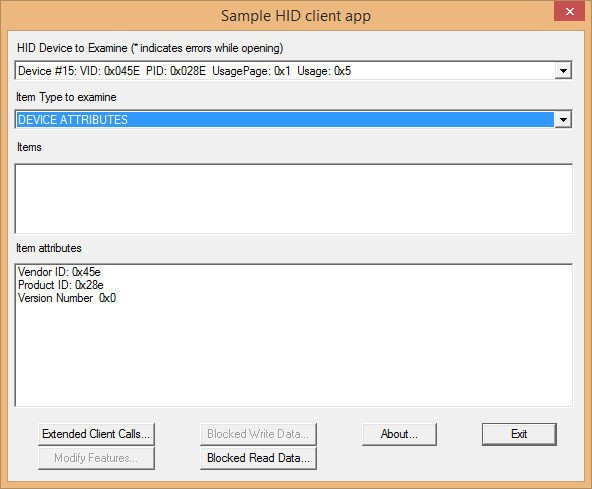 Sample HID client app
HID Device to Examine (* indicates errors while opening)
Device #15: VID: 0x045E PID: 0x028E UsagePage: 0x1 Usage: 0x5
Item Type to examine
DEVICE ATTRIBUTES
Items
Item attributes
Vendor ID: 0x45e
Product ID: 0x28e
Version Number 0x0
Extended Client Calls... Blocked Write Data... About... Exit
Modify Features... Blocked Read Data...